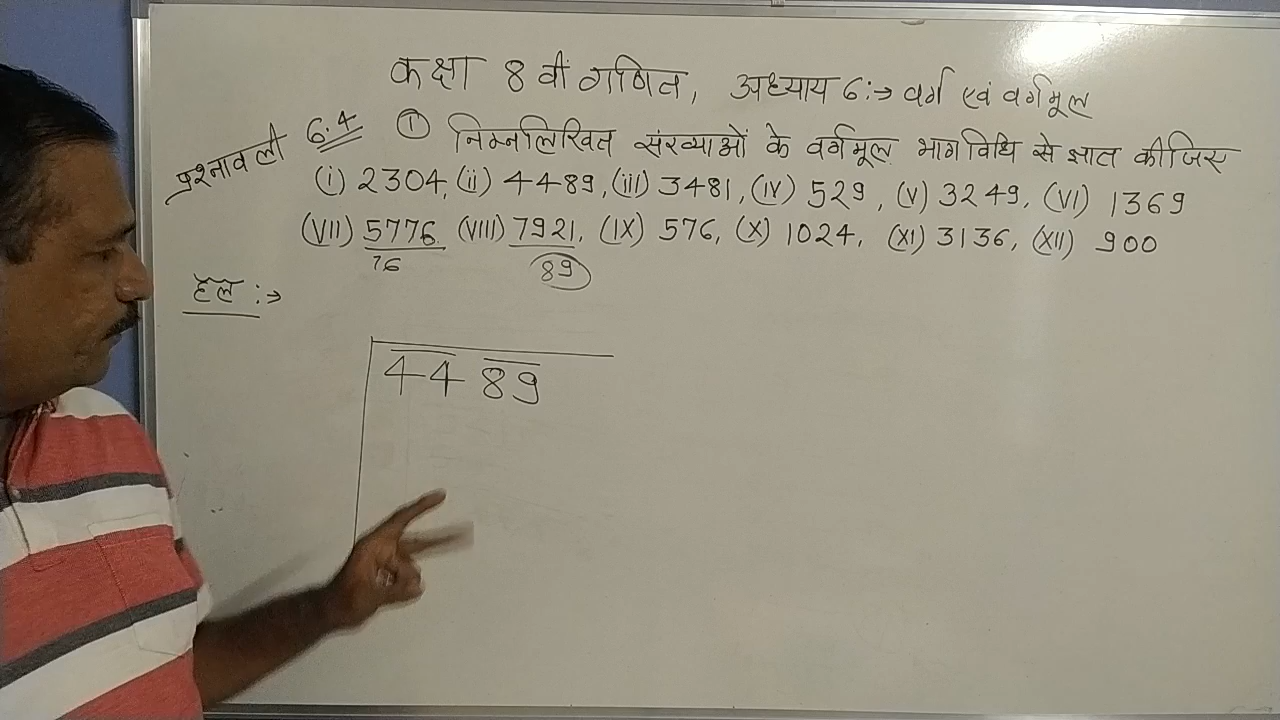 कक्षा 8 वीं गणित, अध्याय 6:→ वर्ग एवं वर्गमूल
प्रश्नावली 6.4 ① निम्नलिखित संख्याओं के वर्गमूल भाग विधि से ज्ञात कीजिए
(i) 2304, (ii) 4489, (iii) 3481, (iv) 529, (v) 3249, (vi) 1369
(vii) 5776 (viii) 7921, (ix) 576, (x) 1024, (xi) 3136, (xii) 900
76 89
हल :→
44 89